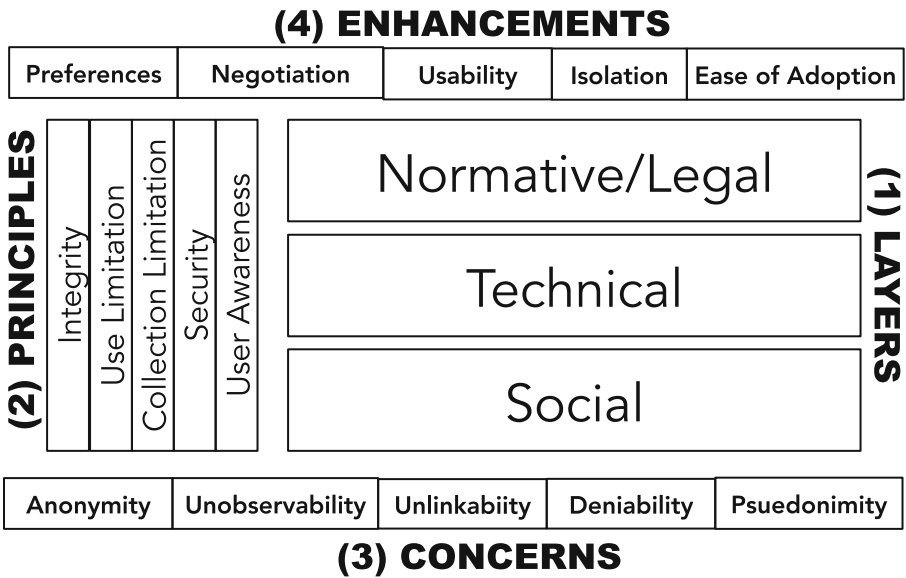 (4) ENHANCEMENTS
Preferences
Negotiation
Usability
Isolation
Ease of Adoption
(2) PRINCIPLES
Integrity
Use Limitation
Collection Limitation
Security
User Awareness
Normative/Legal
Technical
Social
(1) LAYERS
Anonymity
Unobservability
Unlinkabiity
Deniability
Psuedonimity
(3) CONCERNS